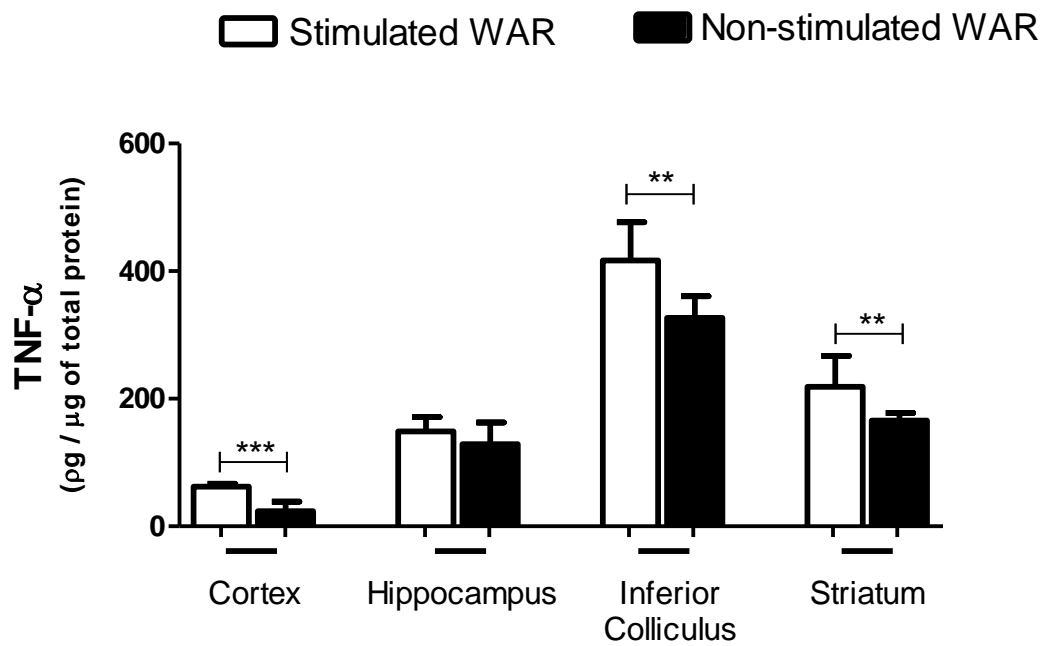 Stimulated WAR
Non-stimulated WAR
TNF-α
(ρg / μg of total protein)
600
400
200
0
***
**
**
Cortex
Hippocampus
Inferior
Colliculus
Striatum